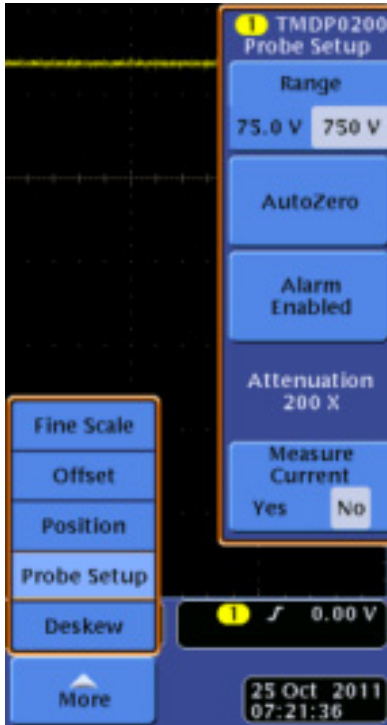 1 TMDP0200
Probe Setup
Range
75.0 V 750 V
AutoZero
Alarm
Enabled
Attenuation
200 X
Measure
Current
Yes No
Fine Scale
Offset
Position
Probe Setup
Deskew
More
1 0.00 V
25 Oct 2011
07:21:36